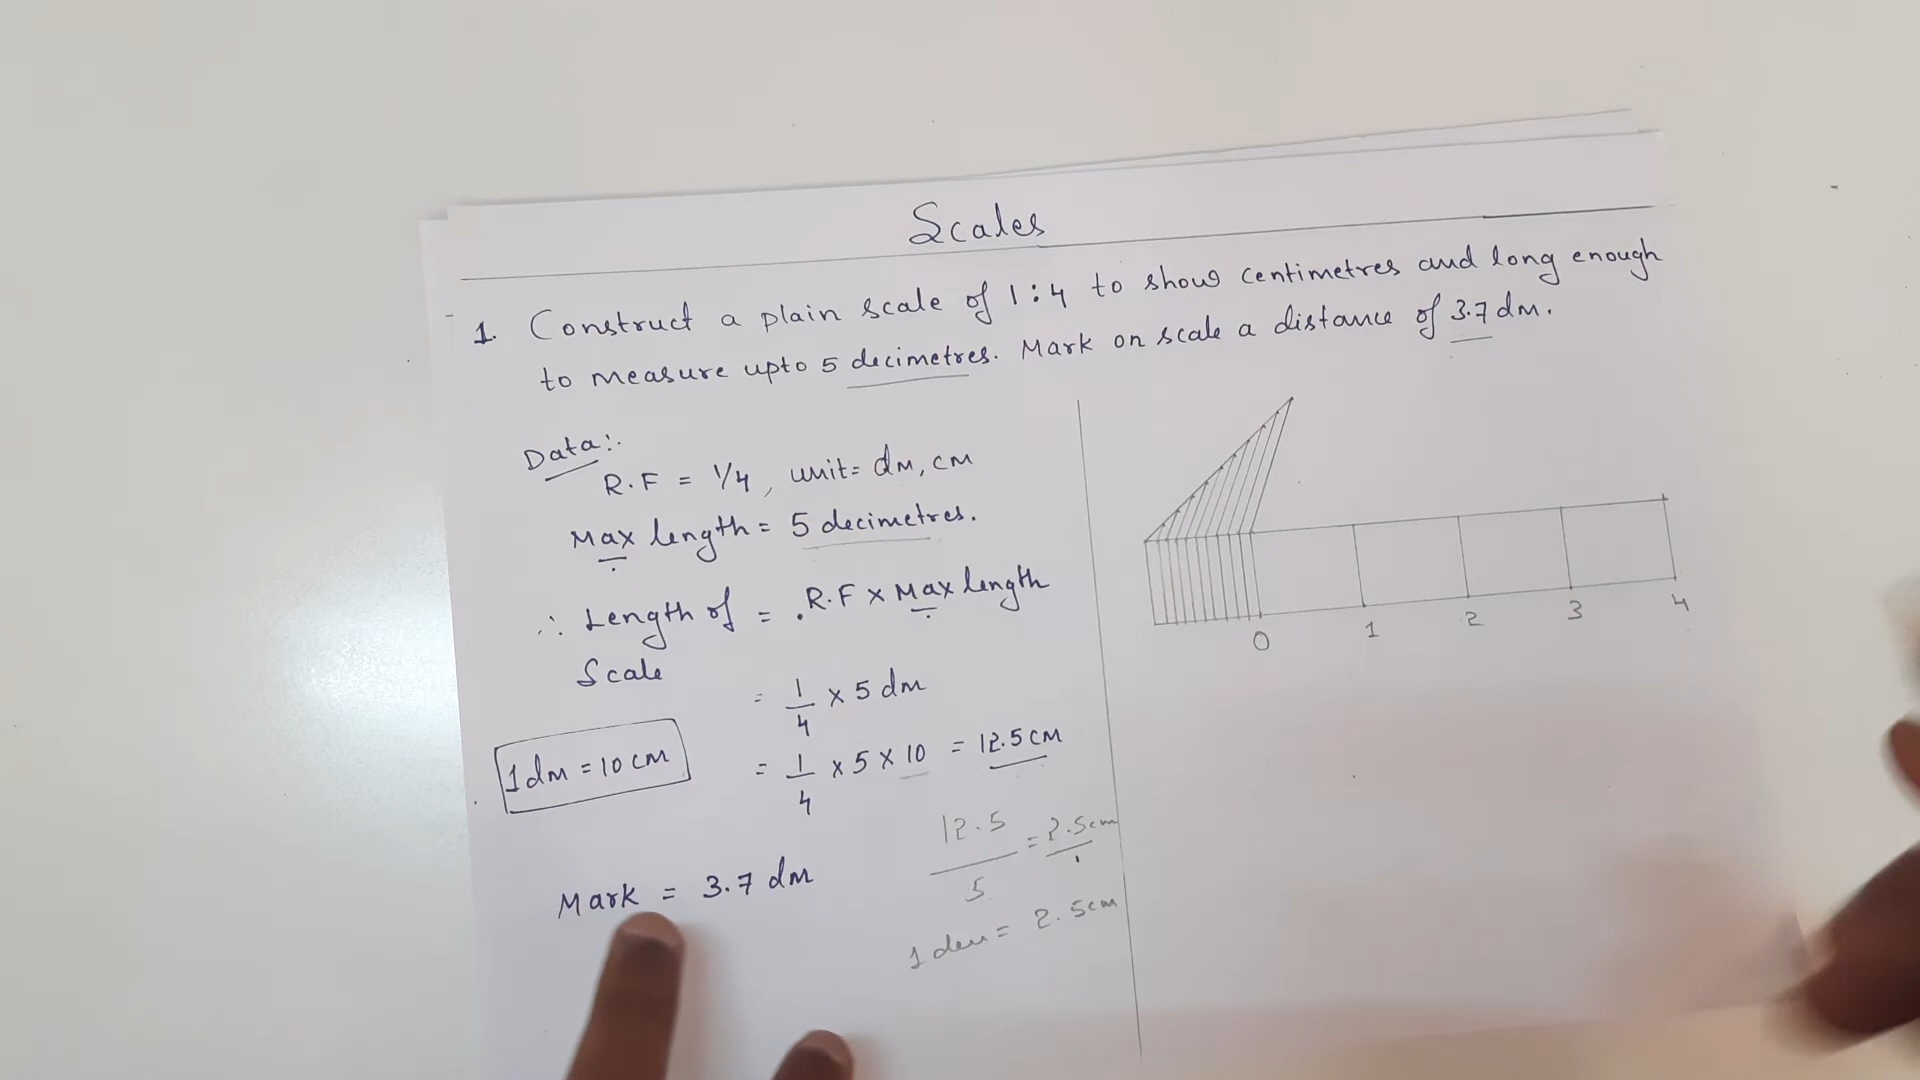 Scales
1. Construct a plain scale of 1:4 to show centimetres and long enough
to measure upto 5 decimetres. Mark on scale a distance of 3.7 dm.
Data:.
R.F = 1/4, unit= dm, cm
Max length = 5 decimetres.
∴ Length of = R.F x Max length
Scale
= 1/4 x 5 dm
1 dm = 10 cm
= 1/4 x 5 x 10 = 12.5 cm
12.5/5 = 2.5cm
Mark = 3.7 dm
1 dm = 2.5cm
0 1 2 3 4